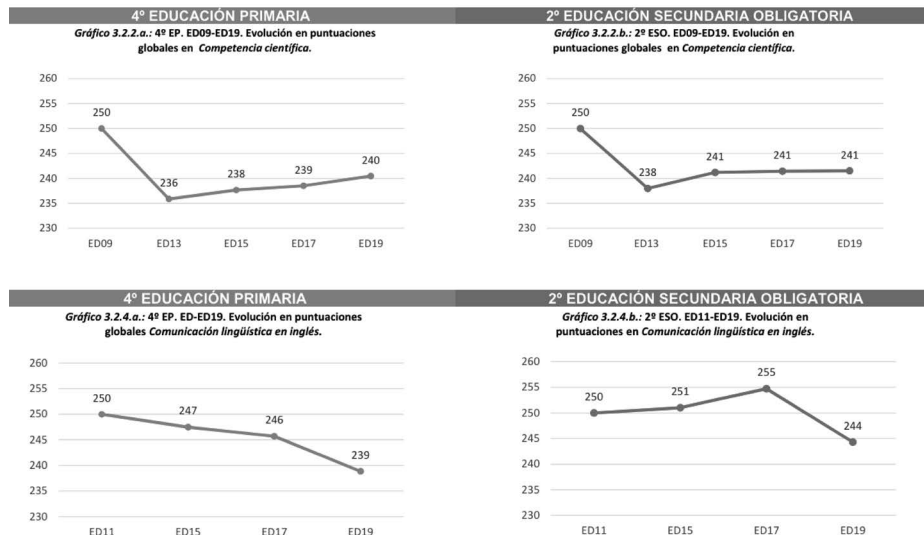 4º EDUCACIÓN PRIMARIA
Gráfico 3.2.2.a.: 4º EP. ED09-ED19. Evolución en puntuaciones
globales en Competencia científica.
260
255
250
245
240
235
230
250
236
238
239
240
ED09 ED13 ED15 ED17 ED19
2º EDUCACIÓN SECUNDARIA OBLIGATORIA
Gráfico 3.2.2.b.: 2º ESO. ED09-ED19. Evolución en
puntuaciones globales en Competencia científica.
260
255
250
245
240
235
230
250
238
241
241
241
ED09 ED13 ED15 ED17 ED19
4º EDUCACIÓN PRIMARIA
Gráfico 3.2.4.a.: 4º EP. ED-ED19. Evolución en puntuaciones
globales Comunicación lingüística en inglés.
260
255
250
245
240
235
230
250
247
246
239
ED11 ED15 ED17 ED19
2º EDUCACIÓN SECUNDARIA OBLIGATORIA
Gráfico 3.2.4.b.: 2º ESO. ED11-ED19. Evolución en
puntuaciones en Comunicación lingüística en inglés.
260
255
250
245
240
235
230
250
251
255
244
ED11 ED15 ED17 ED19